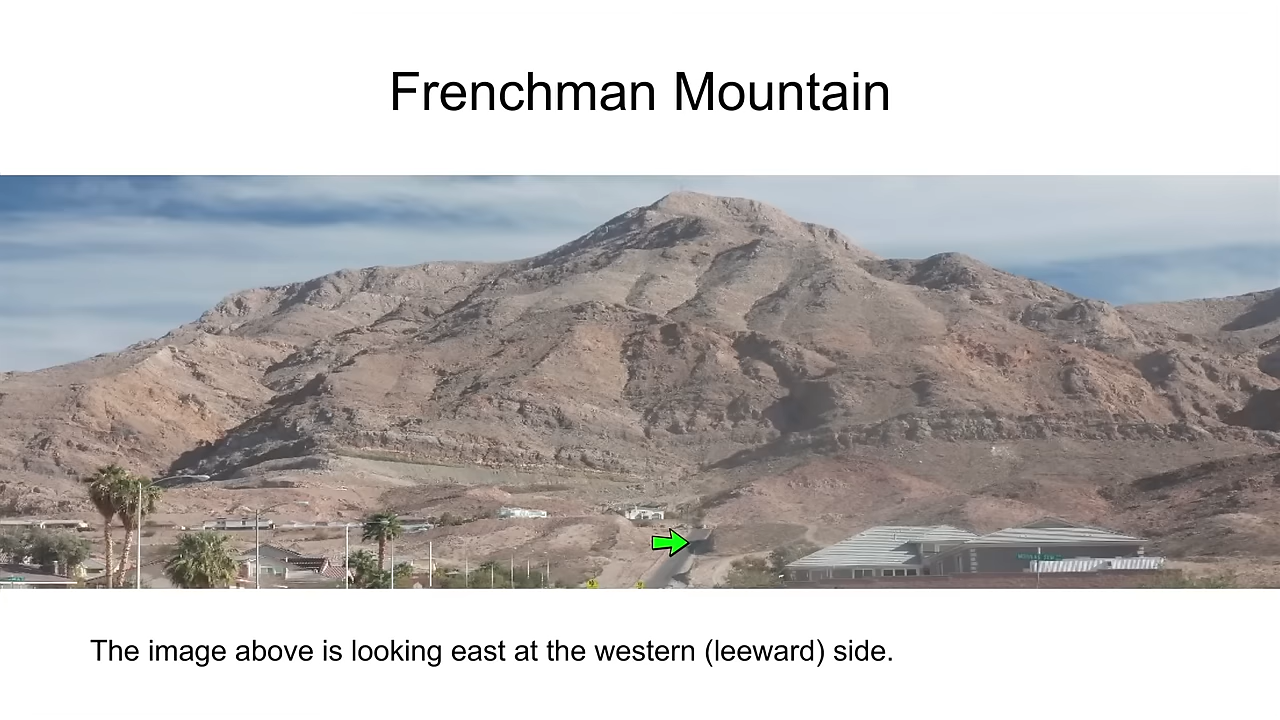 Frenchman Mountain
The image above is looking east at the western (leeward) side.